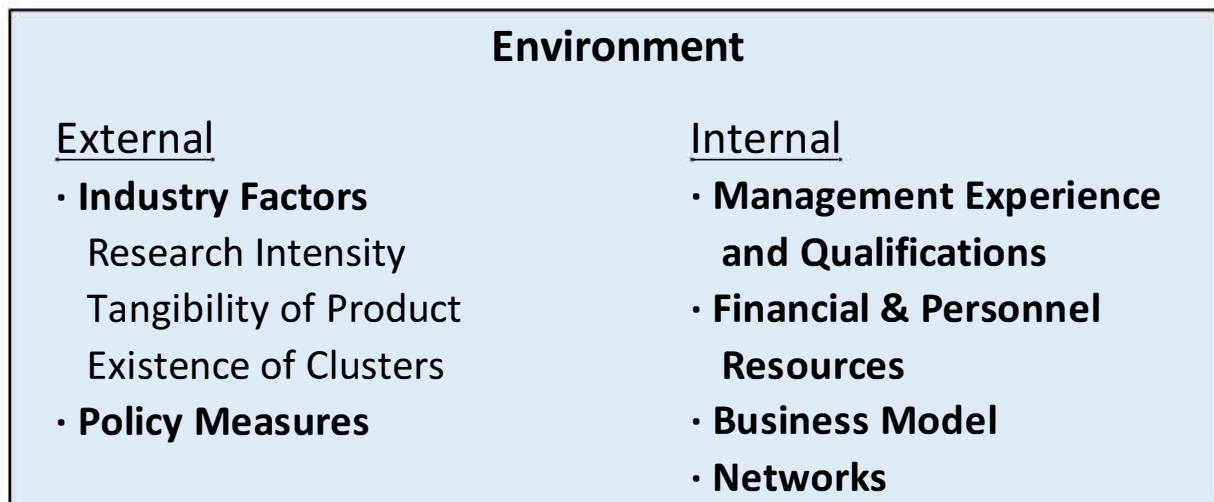 Environment
External
· Industry Factors
Research Intensity
Tangibility of Product
Existence of Clusters
· Policy Measures
Internal
· Management Experience
and Qualifications
· Financial & Personnel
Resources
· Business Model
· Networks